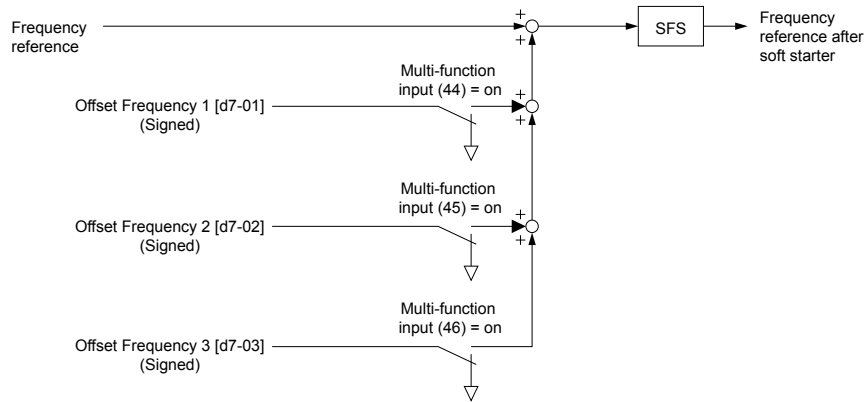 Frequency
reference
+
+
SFS
Frequency
reference after
soft starter
Multi-function
input (44) = on
Offset Frequency 1 [d7-01]
(Signed)
+
+
Multi-function
input (45) = on
Offset Frequency 2 [d7-02]
(Signed)
+
+
Multi-function
input (46) = on
Offset Frequency 3 [d7-03]
(Signed)